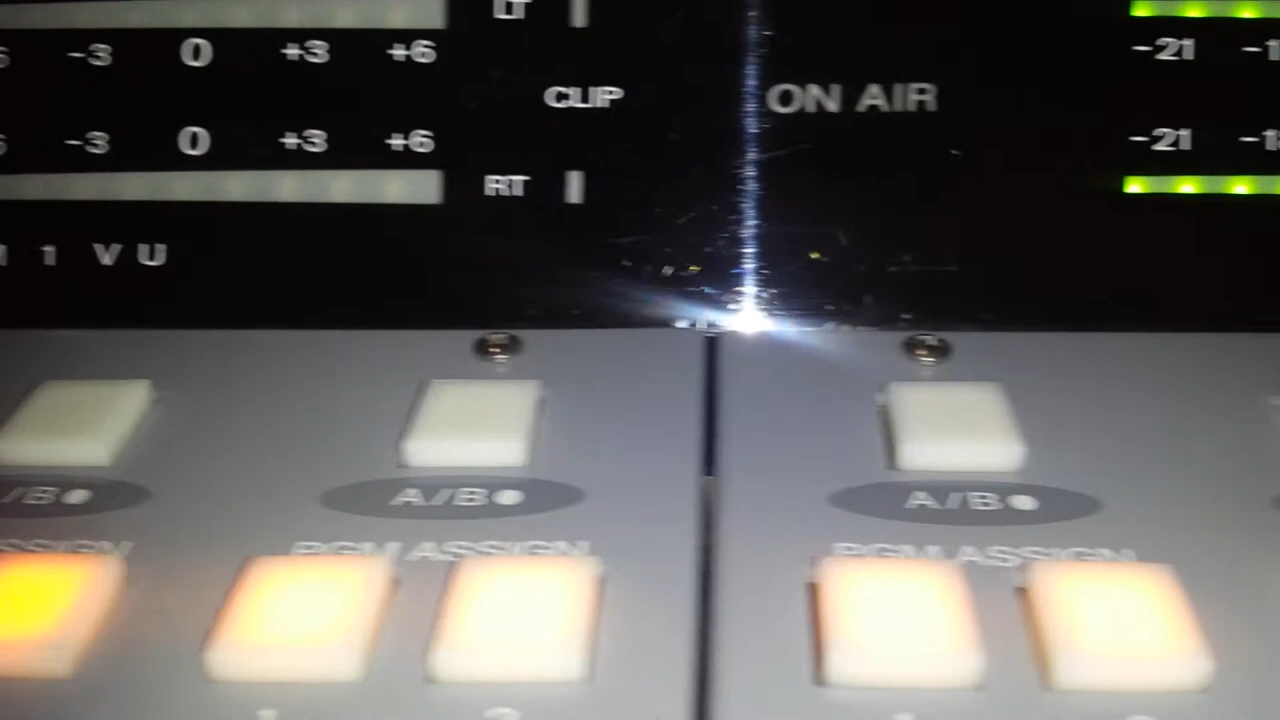 LT
-3 0 +3 +6
-21
CLIP
ON AIR
-3 0 +3 +6
-21
RT
1 VU
/B
A/B
A/B
PGM ASSIGN
PGM ASSIGN